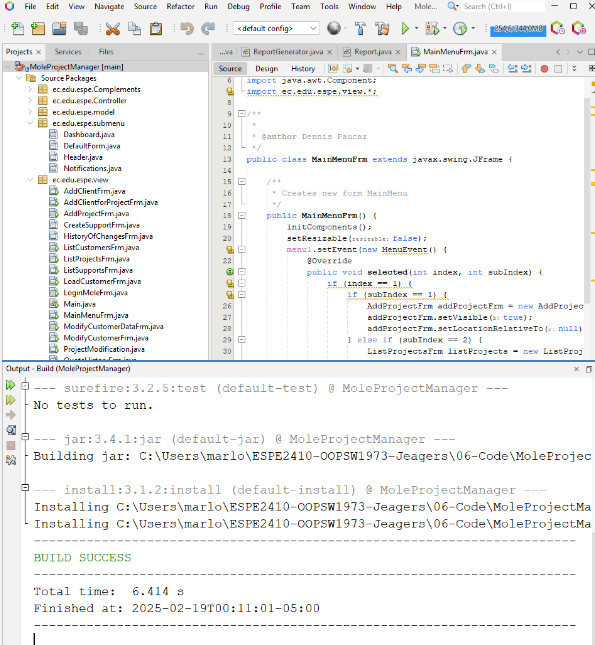 File Edit View Navigate Source Refactor Run Debug Profile Team Tools Window Help Mole... Search (Ctrl+I)
<default config>
Projects Services Files
...va ReportGenerator.java Report.java MainMenuFrm.java
MoleProjectManager [main]
Source Packages
ec.edu.espe.Complements
ec.edu.espe.Controller
ec.edu.espe.model
ec.edu.espe.submenu
Dashboard.java
DefaultForm.java
Header.java
Notifications.java
ec.edu.espe.view
AddClientFrm.java
AddClientforProjectFrm.java
AddProjectFrm.java
CreateSupportFrm.java
HistoryOfChangesFrm.java
ListCustomersFrm.java
ListProjectsFrm.java
ListSupportsFrm.java
LoadCustomerFrm.java
LoginMoleFrm.java
Main.java
MainMenuFrm.java
ModifyCustomerDataFrm.java
ModifyCustomerFrm.java
ProjectModification.java
Source Design History
6 import java.awt.Component;
import ec.edu.espe.view.*;
8
9 /**
10 *
11 * @author Dennis Paucar
12 */
13 public class MainMenuFrm extends javax.swing.JFrame {
14
15 /**
16 * Creates new form MainMenu
17 */
18 public MainMenuFrm() {
19 initComponents();
20 setResizable(resizable: false);
menu1.setEvent(new MenuEvent() {
22 @Override
public void selected(int index, int subIndex) {
if (index == 1) {
if (subIndex == 1) {
26 AddProjectFrm addProjectFrm = new AddProjec
27 addProjectFrm.setVisible(b: true);
28 addProjectFrm.setLocationRelativeTo(c: null)
29 } else if (subIndex == 2) {
30 ListProjectsFrm listProjects = new ListProj
Output - Build (MoleProjectManager)
--- surefire:3.2.5:test (default-test) @ MoleProjectManager ---
No tests to run.
--- jar:3.4.1:jar (default-jar) @ MoleProjectManager ---
Building jar: C:\Users\marlo\ESPE2410-OOPSW1973-Jeagers\06-Code\MoleProjec
--- install:3.1.2:install (default-install) @ MoleProjectManager ---
Installing C:\Users\marlo\ESPE2410-OOPSW1973-Jeagers\06-Code\MoleProjectMa
Installing C:\Users\marlo\ESPE2410-OOPSW1973-Jeagers\06-Code\MoleProjectMa
------------------------------------------------------------------------
BUILD SUCCESS
------------------------------------------------------------------------
Total time: 6.414 s
Finished at: 2025-02-19T00:11:01-05:00
------------------------------------------------------------------------